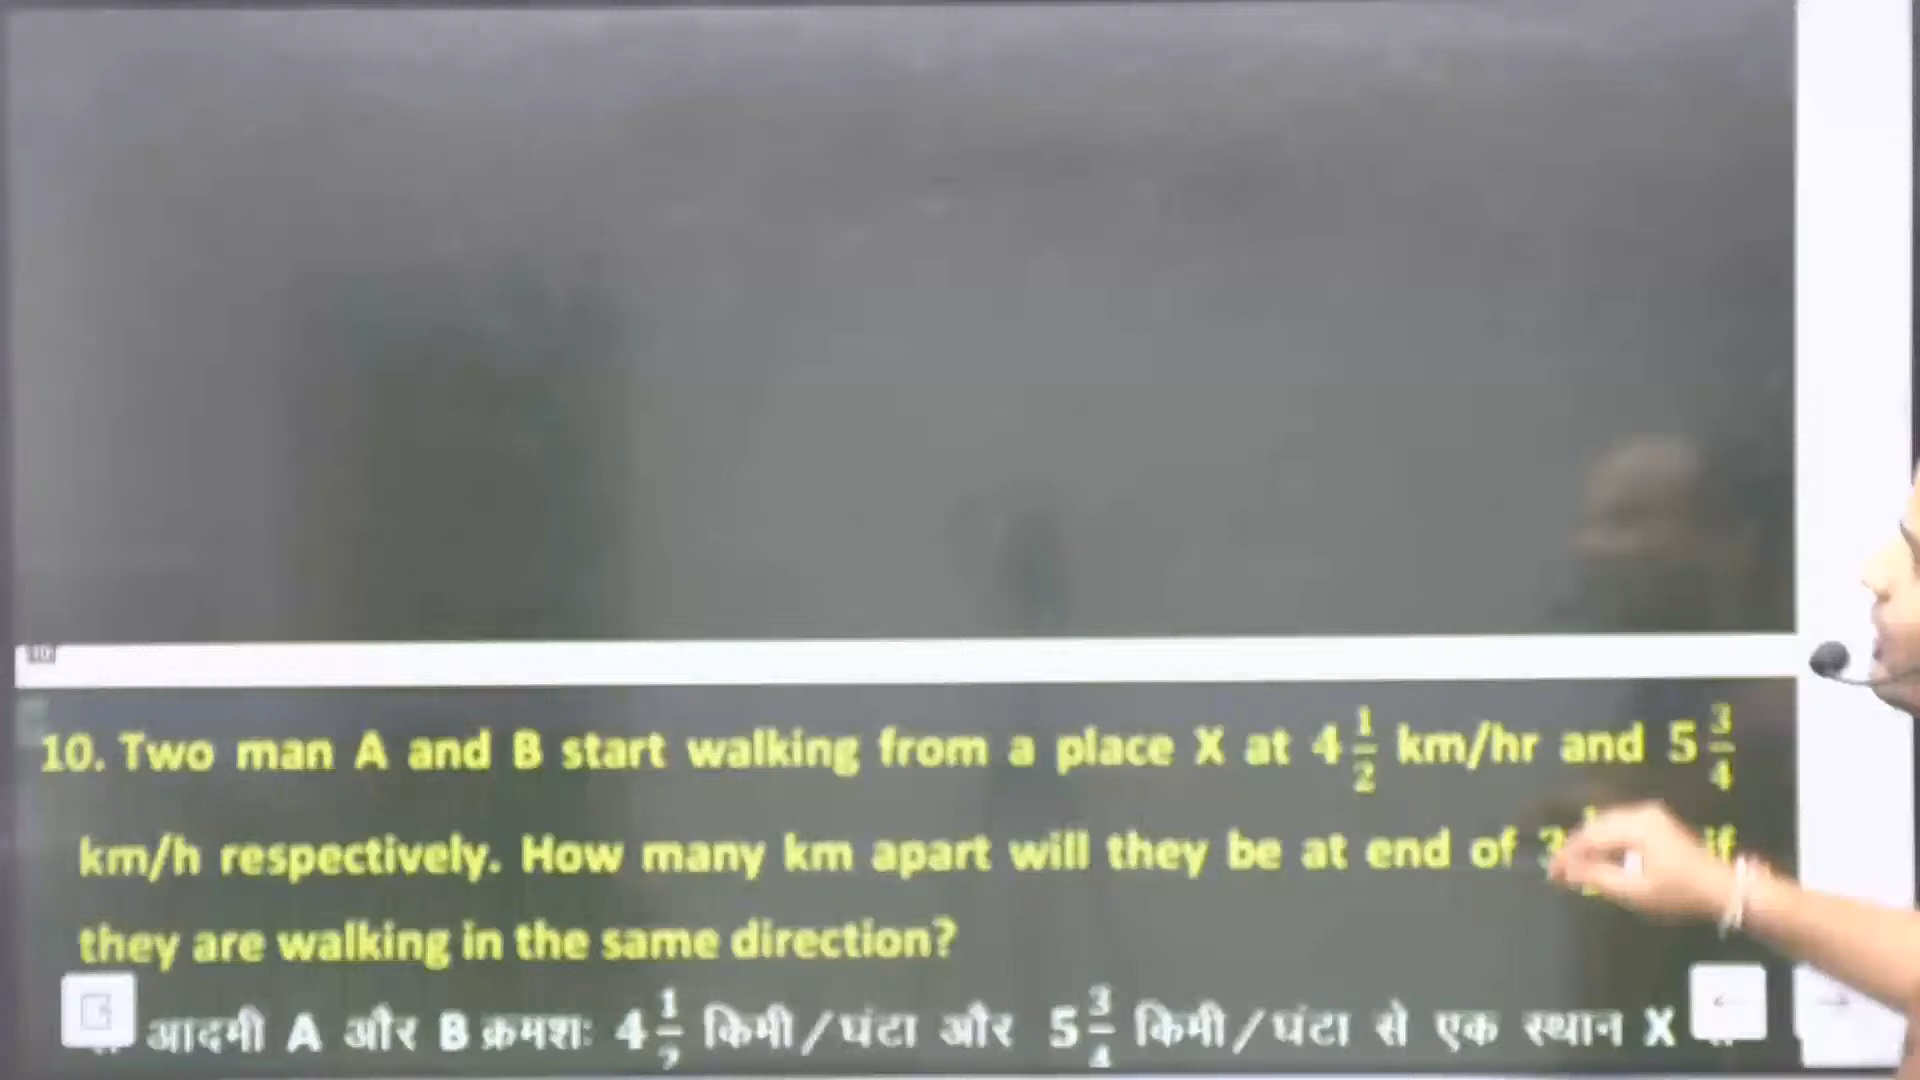 10. Two man A and B start walking from a place X at 4 1/2 km/hr and 5 3/4
km/h respectively. How many km apart will they be at end of 3 if
they are walking in the same direction?
आदमी A और B क्रमशः 4 1/2 किमी/घंटा और 5 3/4 किमी/घंटा से एक स्थान X